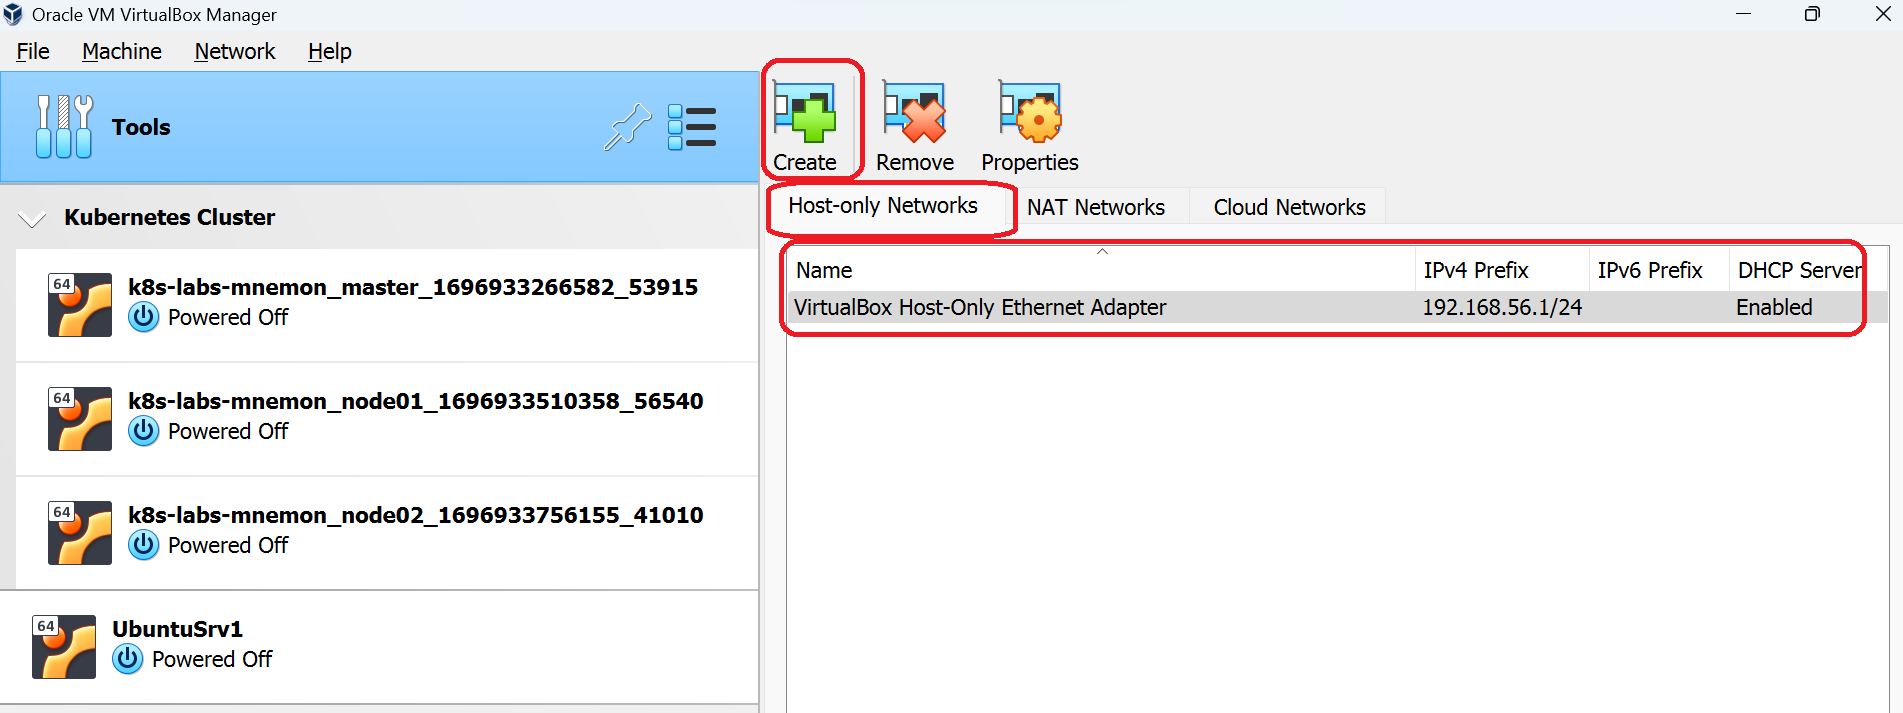 Oracle VM VirtualBox Manager
File Machine Network Help
Tools
Create Remove Properties
Host-only Networks NAT Networks Cloud Networks
Name IPv4 Prefix IPv6 Prefix DHCP Server
VirtualBox Host-Only Ethernet Adapter 192.168.56.1/24 Enabled
Kubernetes Cluster
64
k8s-labs-mnemon_master_1696933266582_53915
Powered Off
64
k8s-labs-mnemon_node01_1696933510358_56540
Powered Off
64
k8s-labs-mnemon_node02_1696933756155_41010
Powered Off
64
UbuntuSrv1
Powered Off